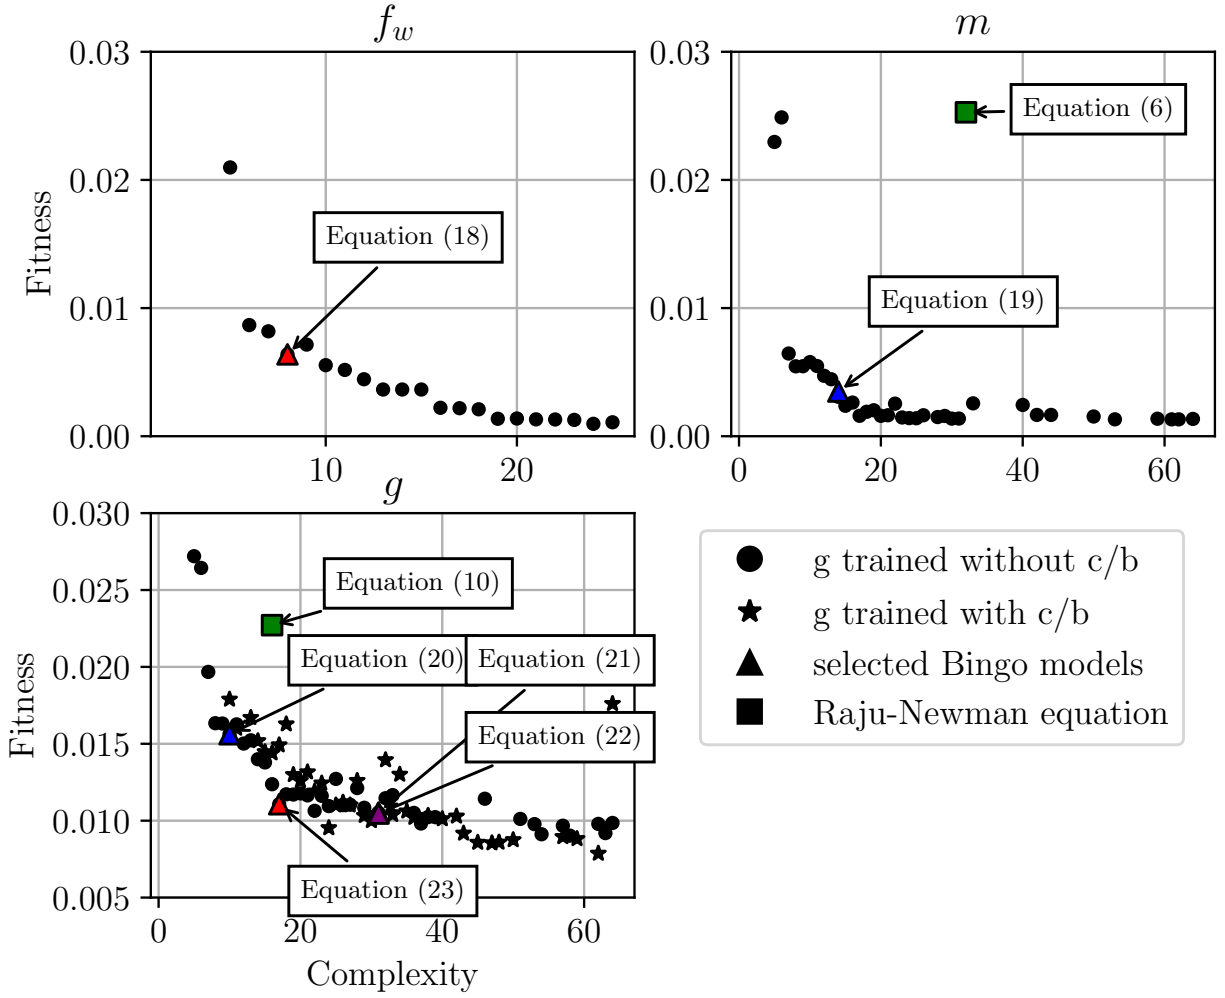 f_w
m
0.03
0.02
0.01
0.00
Fitness
Equation (18)
10
20
0.03
0.02
0.01
0.00
Equation (6)
Equation (19)
0
20
40
60
g
0.030
0.025
0.020
0.015
0.010
0.005
Fitness
Equation (10)
Equation (20)
Equation (21)
Equation (22)
Equation (23)
0
20
40
60
Complexity
g trained without c/b
g trained with c/b
selected Bingo models
Raju-Newman equation